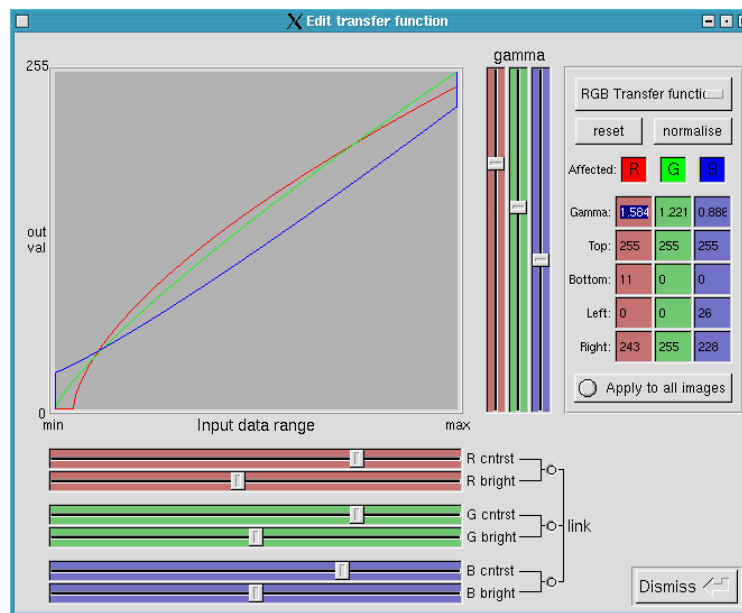 Edit transfer function
gamma
255
out
val
0
min
Input data range
max
RGB Transfer functi
reset
normalise
Affected: R G B
Gamma: 1.584 1.221 0.886
Top: 255 255 255
Bottom: 11 0 0
Left: 0 0 26
Right: 243 255 228
Apply to all images
R cntrst
R bright
G cntrst
G bright
link
B cntrst
B bright
Dismiss